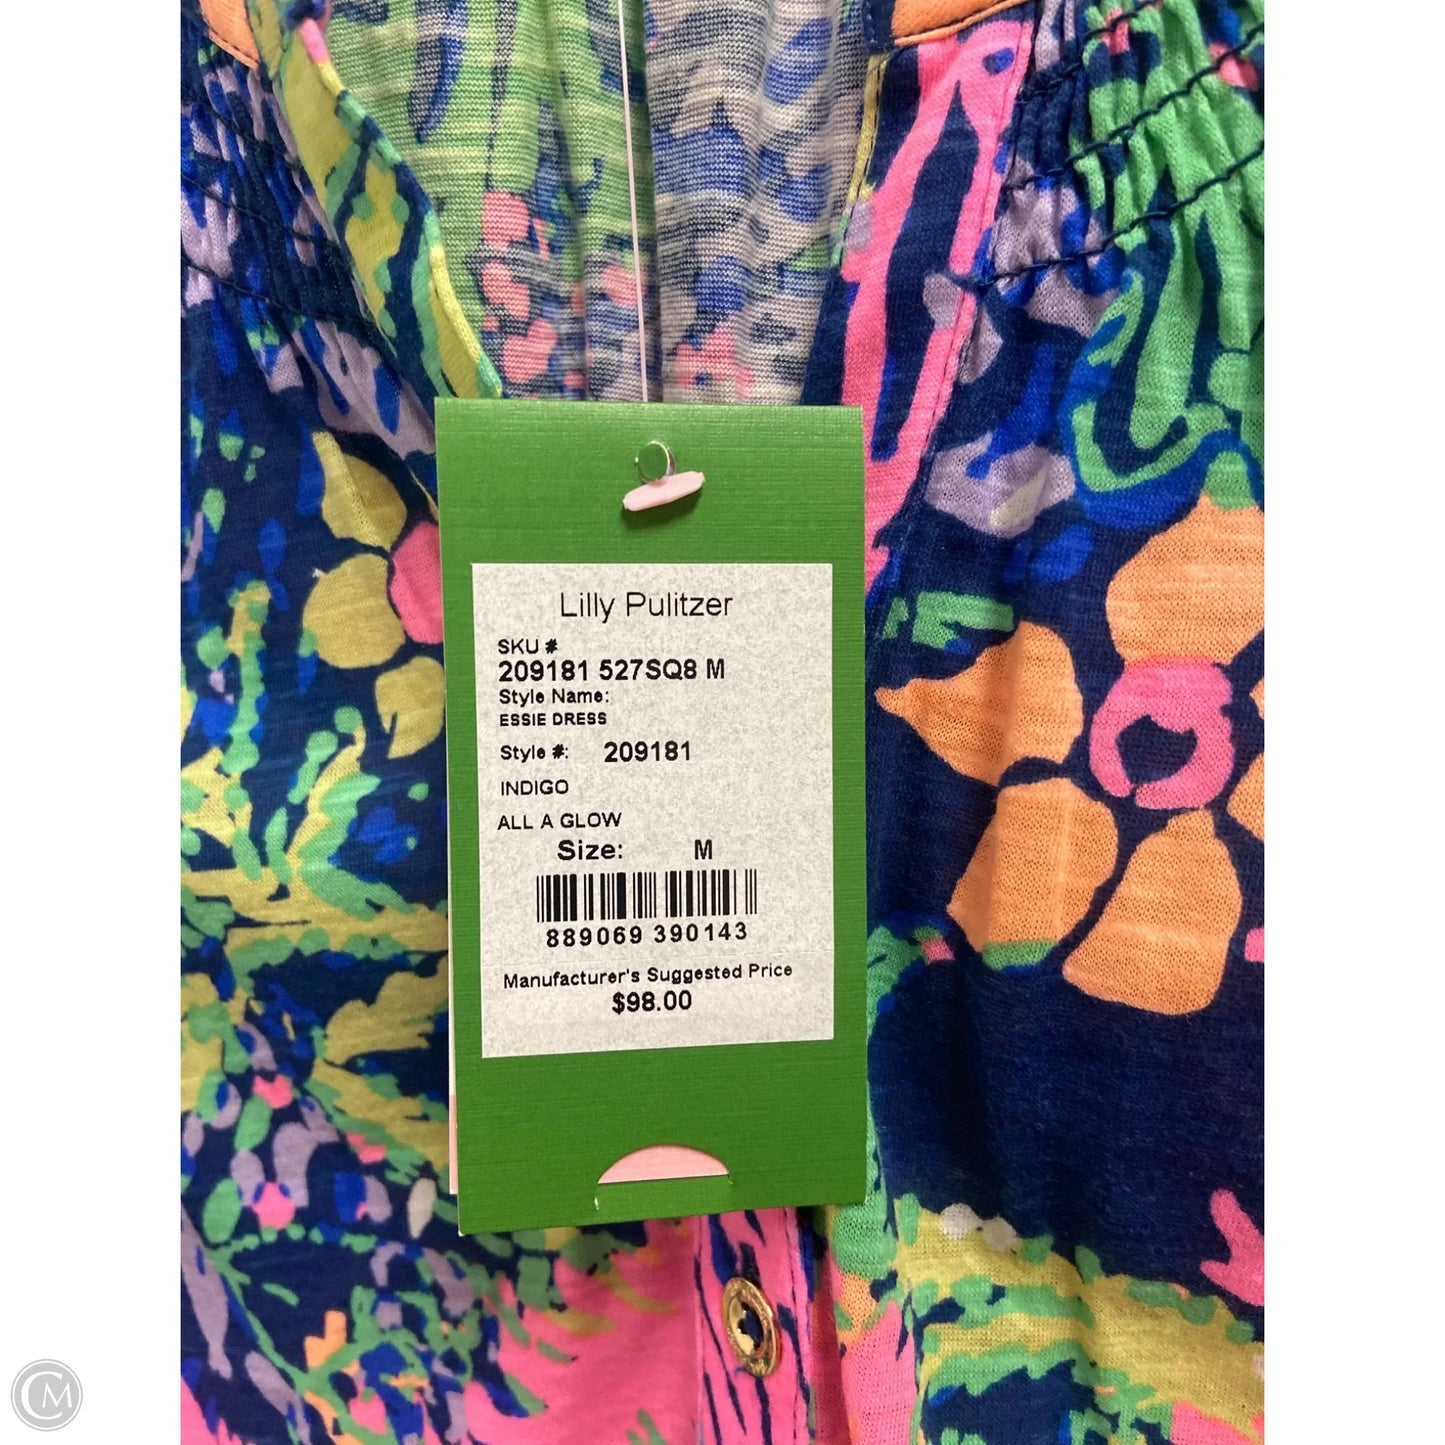 Lilly Pulitzer
SKU #
209181 527SQ8 M
Style Name:
ESSIE DRESS
Style #: 209181
INDIGO
ALL A GLOW
Size: M
889069 390143
Manufacturer's Suggested Price
$98.00
CM